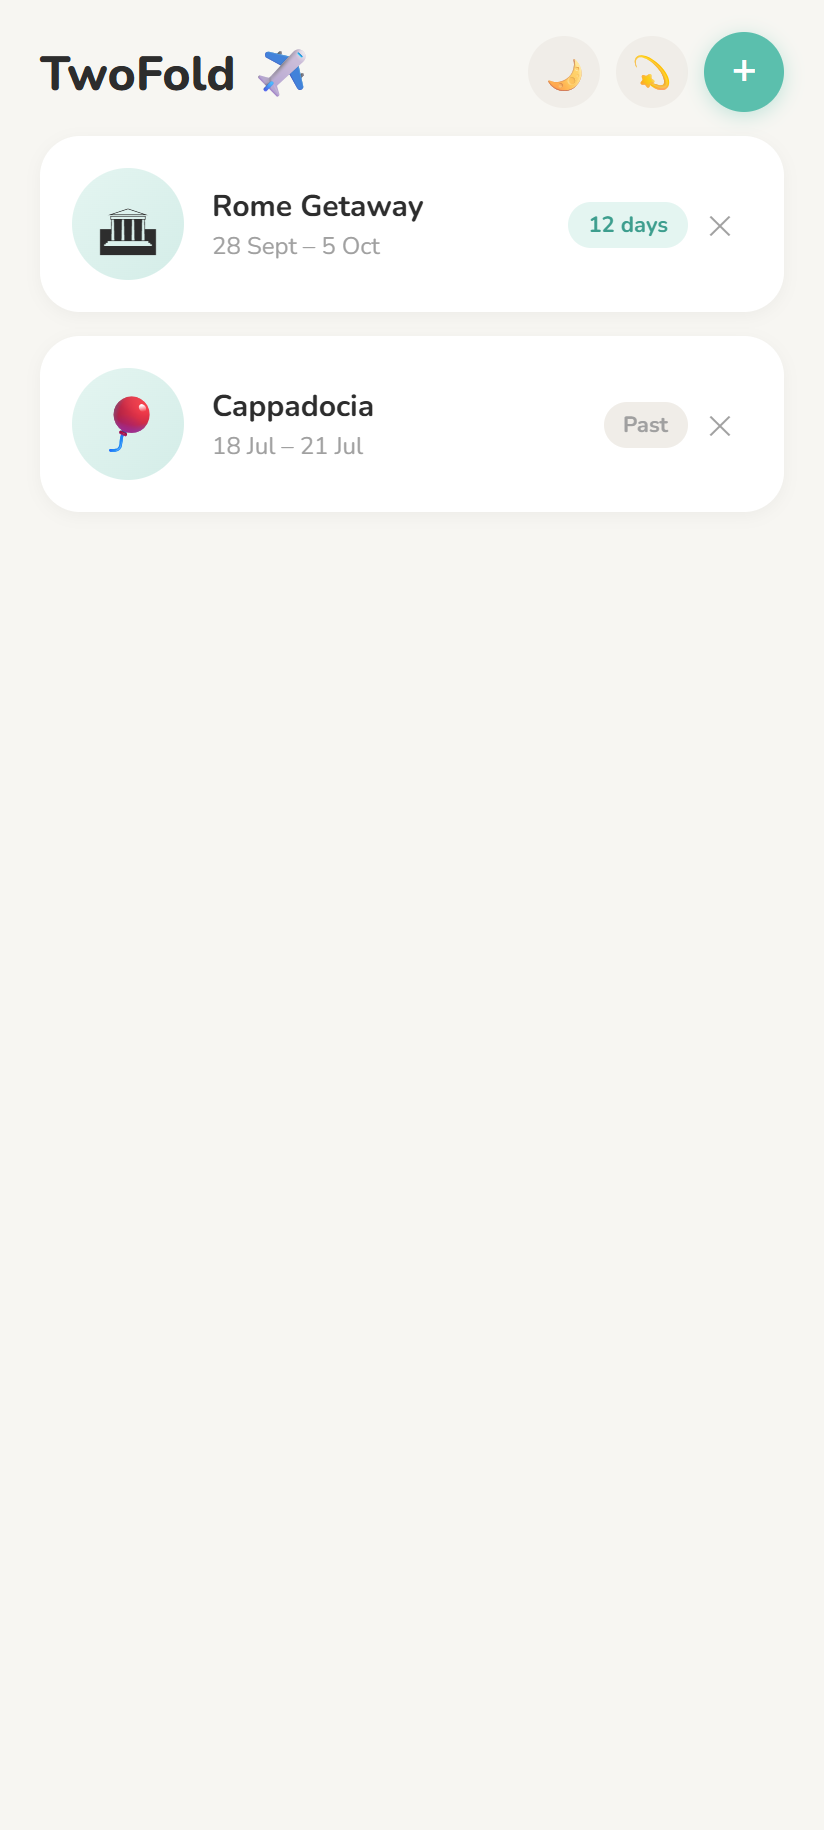 TwoFold ✈️
+
Rome Getaway
28 Sept – 5 Oct
12 days
Cappadocia
18 Jul – 21 Jul
Past